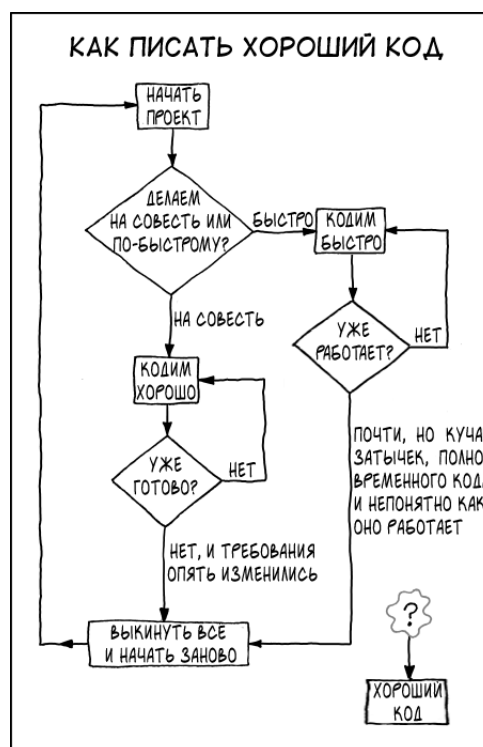 КАК ПИСАТЬ ХОРОШИЙ КОД
НАЧАТЬ
ПРОЕКТ
ДЕЛАЕМ
НА СОВЕСТЬ ИЛИ
ПО-БЫСТРОМУ?
БЫСТРО
КОДИМ
БЫСТРО
УЖЕ
РАБОТАЕТ?
НЕТ
НА СОВЕСТЬ
КОДИМ
ХОРОШО
УЖЕ
ГОТОВО?
НЕТ
ПОЧТИ, НО КУЧА
ЗАТЫЧЕК, ПОЛНО
ВРЕМЕННОГО КОДА
И НЕПОНЯТНО КАК
ОНО РАБОТАЕТ
НЕТ, И ТРЕБОВАНИЯ
ОПЯТЬ ИЗМЕНИЛИСЬ
ВЫКИНУТЬ ВСЕ
И НАЧАТЬ ЗАНОВО
?
ХОРОШИЙ
КОД